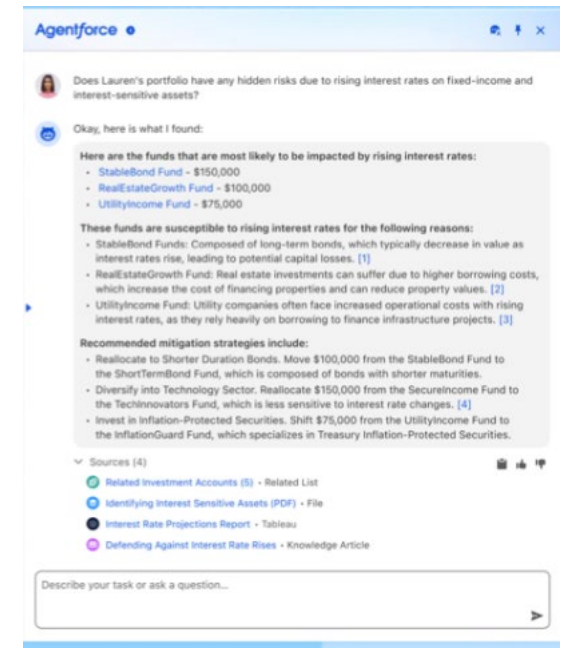 Agentforce
Does Lauren's portfolio have any hidden risks due to rising interest rates on fixed-income and
interest-sensitive assets?
Okay, here is what I found:
Here are the funds that are most likely to be impacted by rising interest rates:
• StableBond Fund - $150,000
• RealEstateGrowth Fund - $100,000
• UtilityIncome Fund - $75,000
These funds are susceptible to rising interest rates for the following reasons:
• StableBond Funds: Composed of long-term bonds, which typically decrease in value as
interest rates rise, leading to potential capital losses. [1]
• RealEstateGrowth Fund: Real estate investments can suffer due to higher borrowing costs,
which increase the cost of financing properties and can reduce property values. [2]
• UtilityIncome Fund: Utility companies often face increased operational costs with rising
interest rates, as they rely heavily on borrowing to finance infrastructure projects. [3]
Recommended mitigation strategies include:
• Reallocate to Shorter Duration Bonds. Move $100,000 from the StableBond Fund to
the ShortTermBond Fund, which is composed of bonds with shorter maturities.
• Diversify into Technology Sector. Reallocate $150,000 from the SecureIncome Fund to
the TechInnovators Fund, which is less sensitive to interest rate changes. [4]
• Invest in Inflation-Protected Securities. Shift $75,000 from the UtilityIncome Fund to
the InflationGuard Fund, which specializes in Treasury Inflation-Protected Securities.
Sources (4)
Related Investment Accounts (5) • Related List
Identifying Interest Sensitive Assets (PDF) • File
Interest Rate Projections Report • Tableau
Defending Against Interest Rate Rises • Knowledge Article
Describe your task or ask a question...